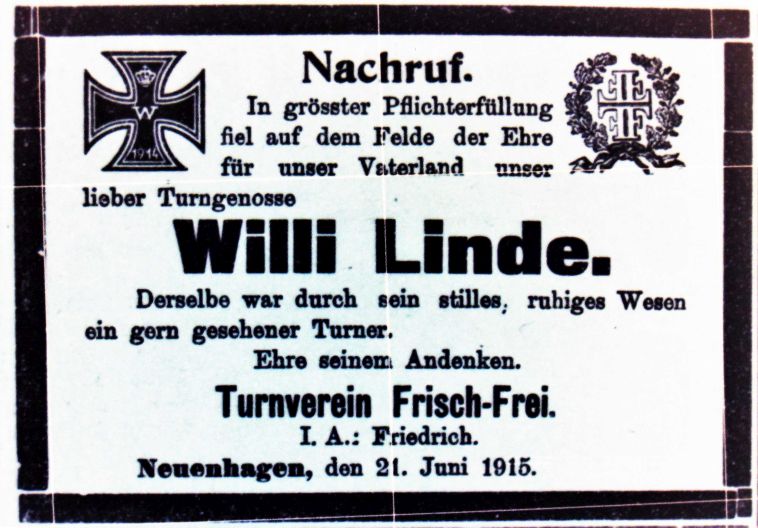 Nachruf.
W
1914
In grösster Pflichterfüllung
fiel auf dem Felde der Ehre
für unser Vaterland unser
lieber Turngenosse
Willi Linde.
Derselbe war durch sein stilles, ruhiges Wesen
ein gern gesehener Turner.
Ehre seinem Andenken.
Turnverein Frisch-Frei.
I. A.: Friedrich.
Neuenhagen, den 21. Juni 1915.